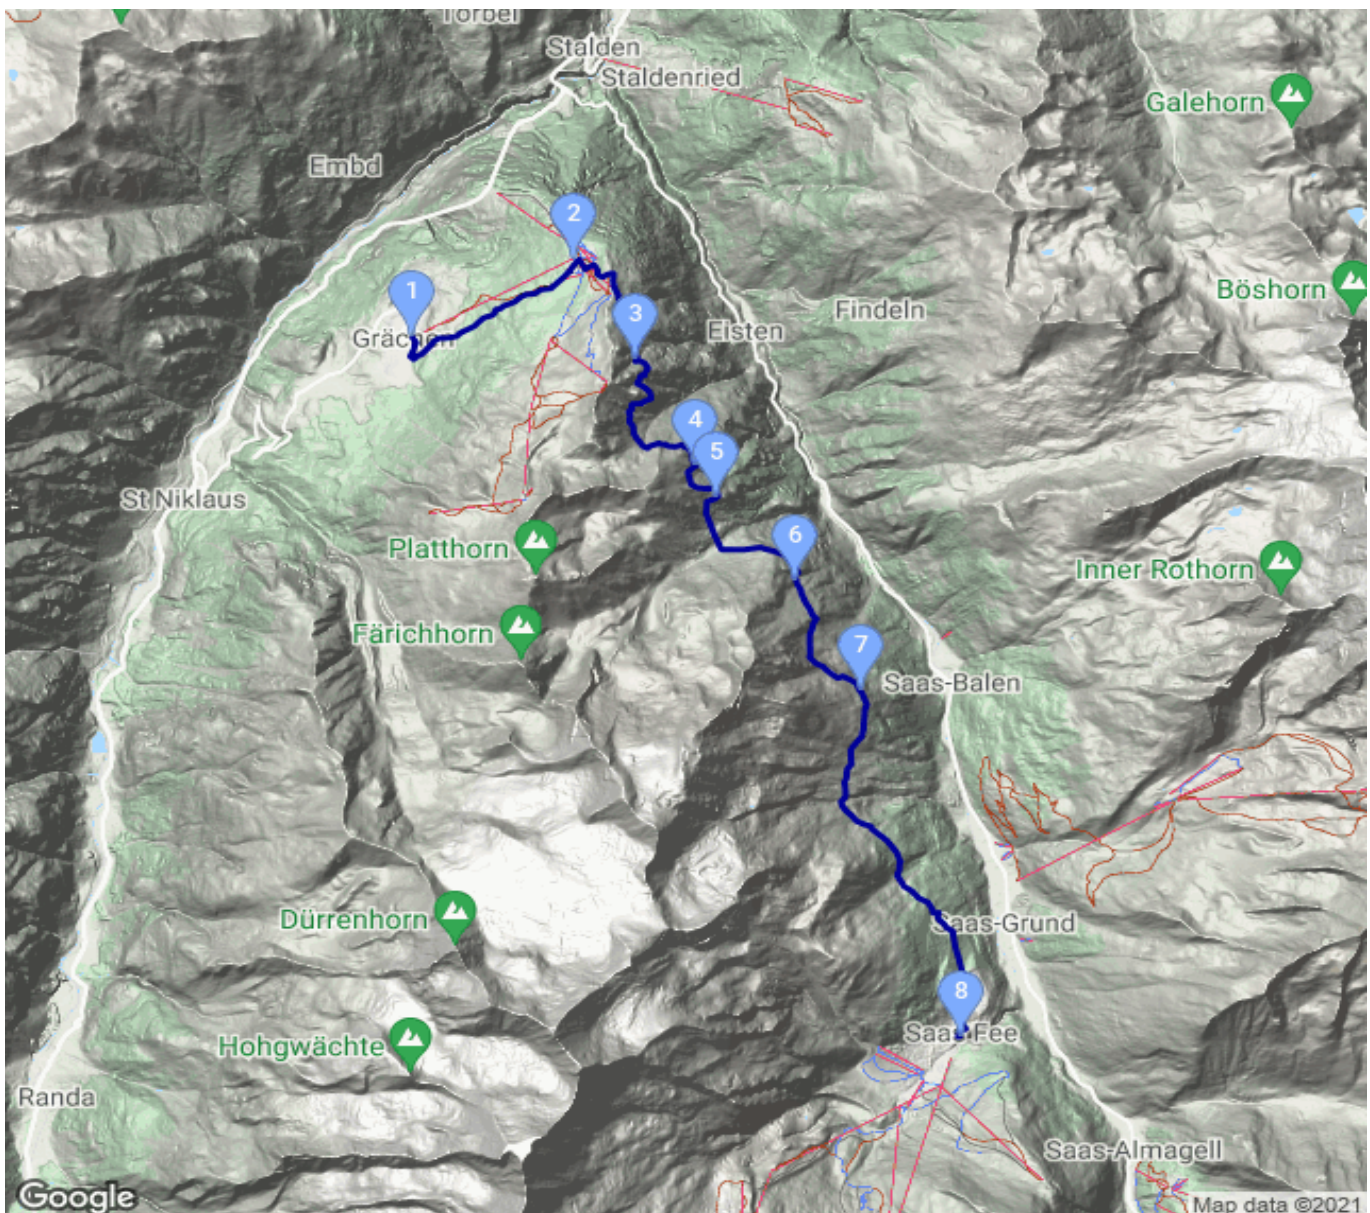 Törbel
Stalden
Staldenried
Galehorn
Embd
2
1
Böshorn
3
Findeln
Grächen
Eisten
4
5
St Niklaus
Platthorn
6
Inner Rothorn
Färichhorn
7
Saas-Balen
Dürrenhorn
Saas-Grund
8
Saas-Fee
Hohgwächte
Randa
Saas-Almagell
Google
Map data ©2021